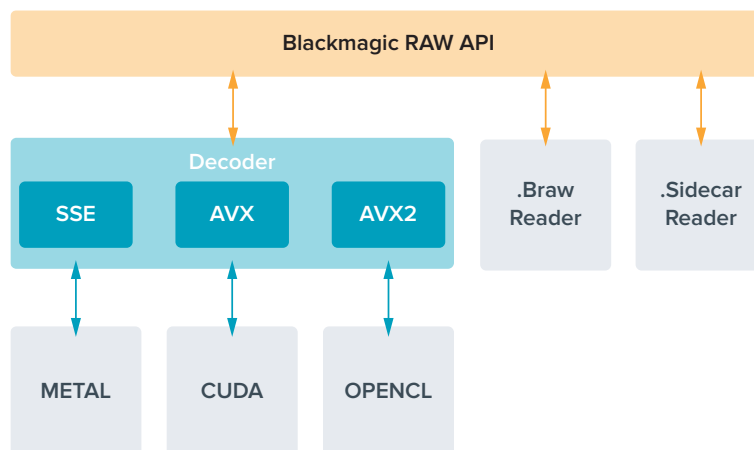 Blackmagic RAW API
Decoder
SSE
AVX
AVX2
.Braw
Reader
.Sidecar
Reader
METAL
CUDA
OPENCL